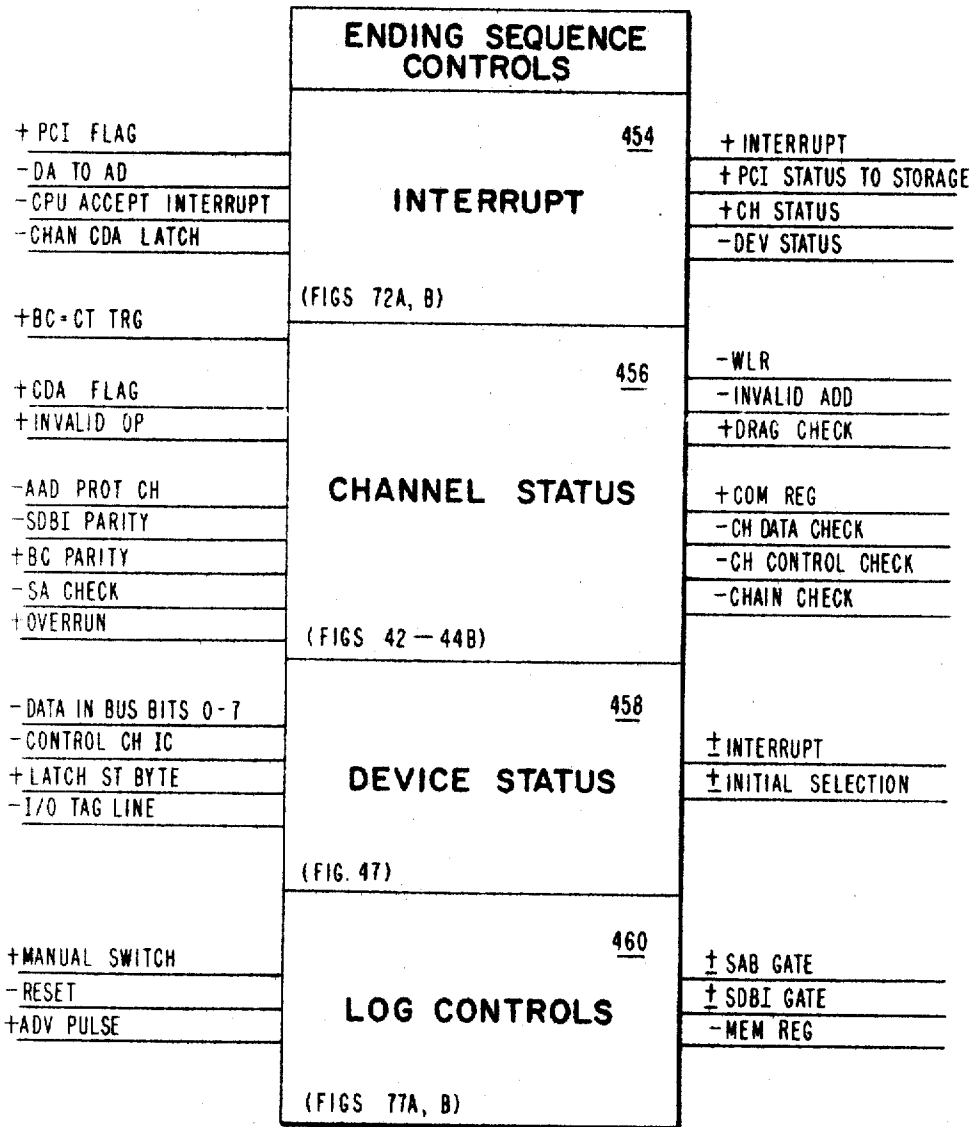 ENDING SEQUENCE
CONTROLS
+ PCI FLAG
-DA TO AD
-CPU ACCEPT INTERRUPT
-CHAN CDA LATCH
454
INTERRUPT
(FIGS 72A, B)
+ INTERRUPT
+ PCI STATUS TO STORAGE
+CH STATUS
-DEV STATUS
+BC=CT TRG
+CDA FLAG
+INVALID OP
-AAD PROT CH
-SDBI PARITY
+BC PARITY
-SA CHECK
+OVERRUN
456
CHANNEL STATUS
(FIGS 42-44B)
-WLR
-INVALID ADD
+DRAG CHECK
+COM REG
-CH DATA CHECK
-CH CONTROL CHECK
-CHAIN CHECK
-DATA IN BUS BITS 0-7
-CONTROL CH IC
+LATCH ST BYTE
-I/O TAG LINE
458
DEVICE STATUS
(FIG. 47)
± INTERRUPT
± INITIAL SELECTION
+MANUAL SWITCH
-RESET
+ADV PULSE
460
LOG CONTROLS
(FIGS 77A, B)
± SAB GATE
± SDBI GATE
-MEM REG